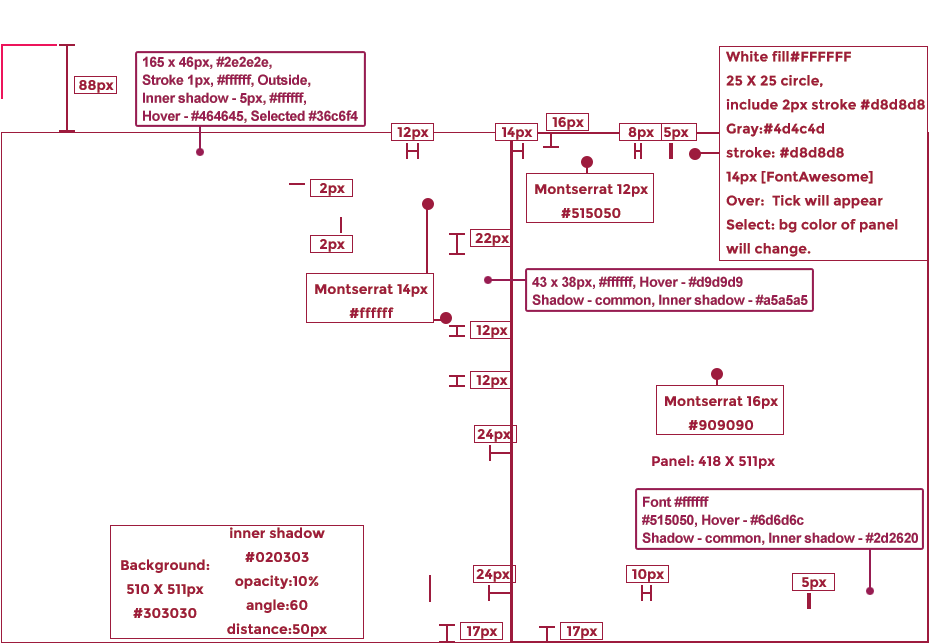 88px
165 x 46px, #2e2e2e,
Stroke 1px, #ffffff, Outside,
Inner shadow - 5px, #ffffff,
Hover - #464645, Selected #36c6f4
White fill#FFFFFF
25 X 25 circle,
include 2px stroke #d8d8d8
Gray:#4d4c4d
stroke: #d8d8d8
14px [FontAwesome]
Over:  Tick will appear
Select: bg color of panel
will change.
12px
14px
16px
8px
5px
2px
2px
Montserrat 12px
#515050
22px
Montserrat 14px
#ffffff
43 x 38px, #ffffff, Hover - #d9d9d9
Shadow - common, Inner shadow - #a5a5a5
12px
12px
Montserrat 16px
#909090
24px
Panel: 418 X 511px
Font #ffffff
#515050, Hover - #6d6d6c
Shadow - common, Inner shadow - #2d2620
Background:
510 X 511px
#303030
inner shadow
#020303
opacity:10%
angle:60
distance:50px
24px
10px
5px
17px
17px